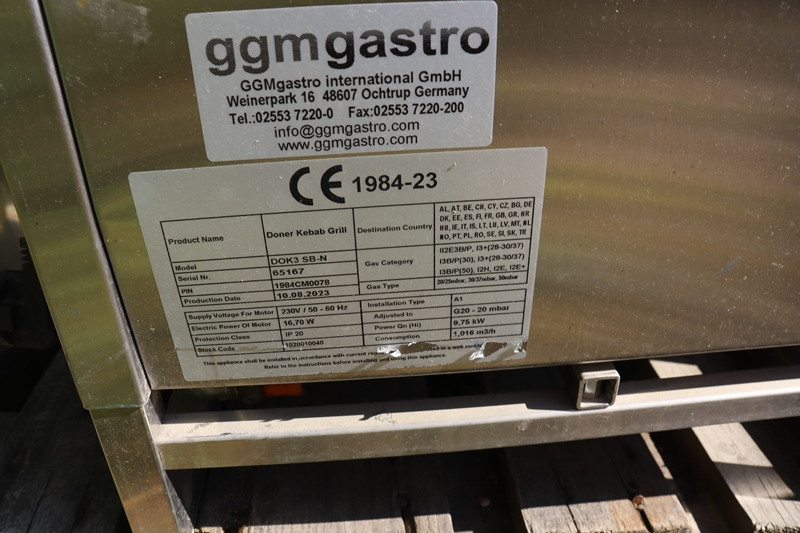 ggmgastro
GGMgastro international GmbH
Weinerpark 16 48607 Ochtrup Germany
Tel.:02553 7220-0 Fax:02553 7220-200
info@ggmgastro.com
www.ggmgastro.com
CE 1984-23
Product Name Doner Kebab Grill
Model DOK3 SB-N
Serial Nr. 65167
PIN 1984CM0078
Production Date 10.08.2023
Destination Country
AL, AT, BE, CH, CY, CZ, BG, DE
DK, EE, ES, FI, FR, GB, GR, HR
HU, IE, IT, IS, LT, LU, LV, MT, NL
NO, PT, PL, RO, SE, SI, SK, TR
Gas Category
II2E3B/P, I3+(28-30/37)
I3B/P(30), I3+(28-30/37)
I3B/P(50), I2H, I2E, I2E+
Gas Type 20/25mbar, 30/37mbar, 50mbar
Supply Voltage For Motor 230V / 50 - 60 Hz
Electric Power Of Motor 16,70 W
Protection Class IP 20
Stock Code 1020010040
Installation Type A1
Adjusted to G20 - 20 mbar
Power Qn (Hi) 9,75 kW
Consumption 1,016 m3/h
This appliance shall be installed in accordance with current in a well
Refer to the instructions before installing and using this appliance.